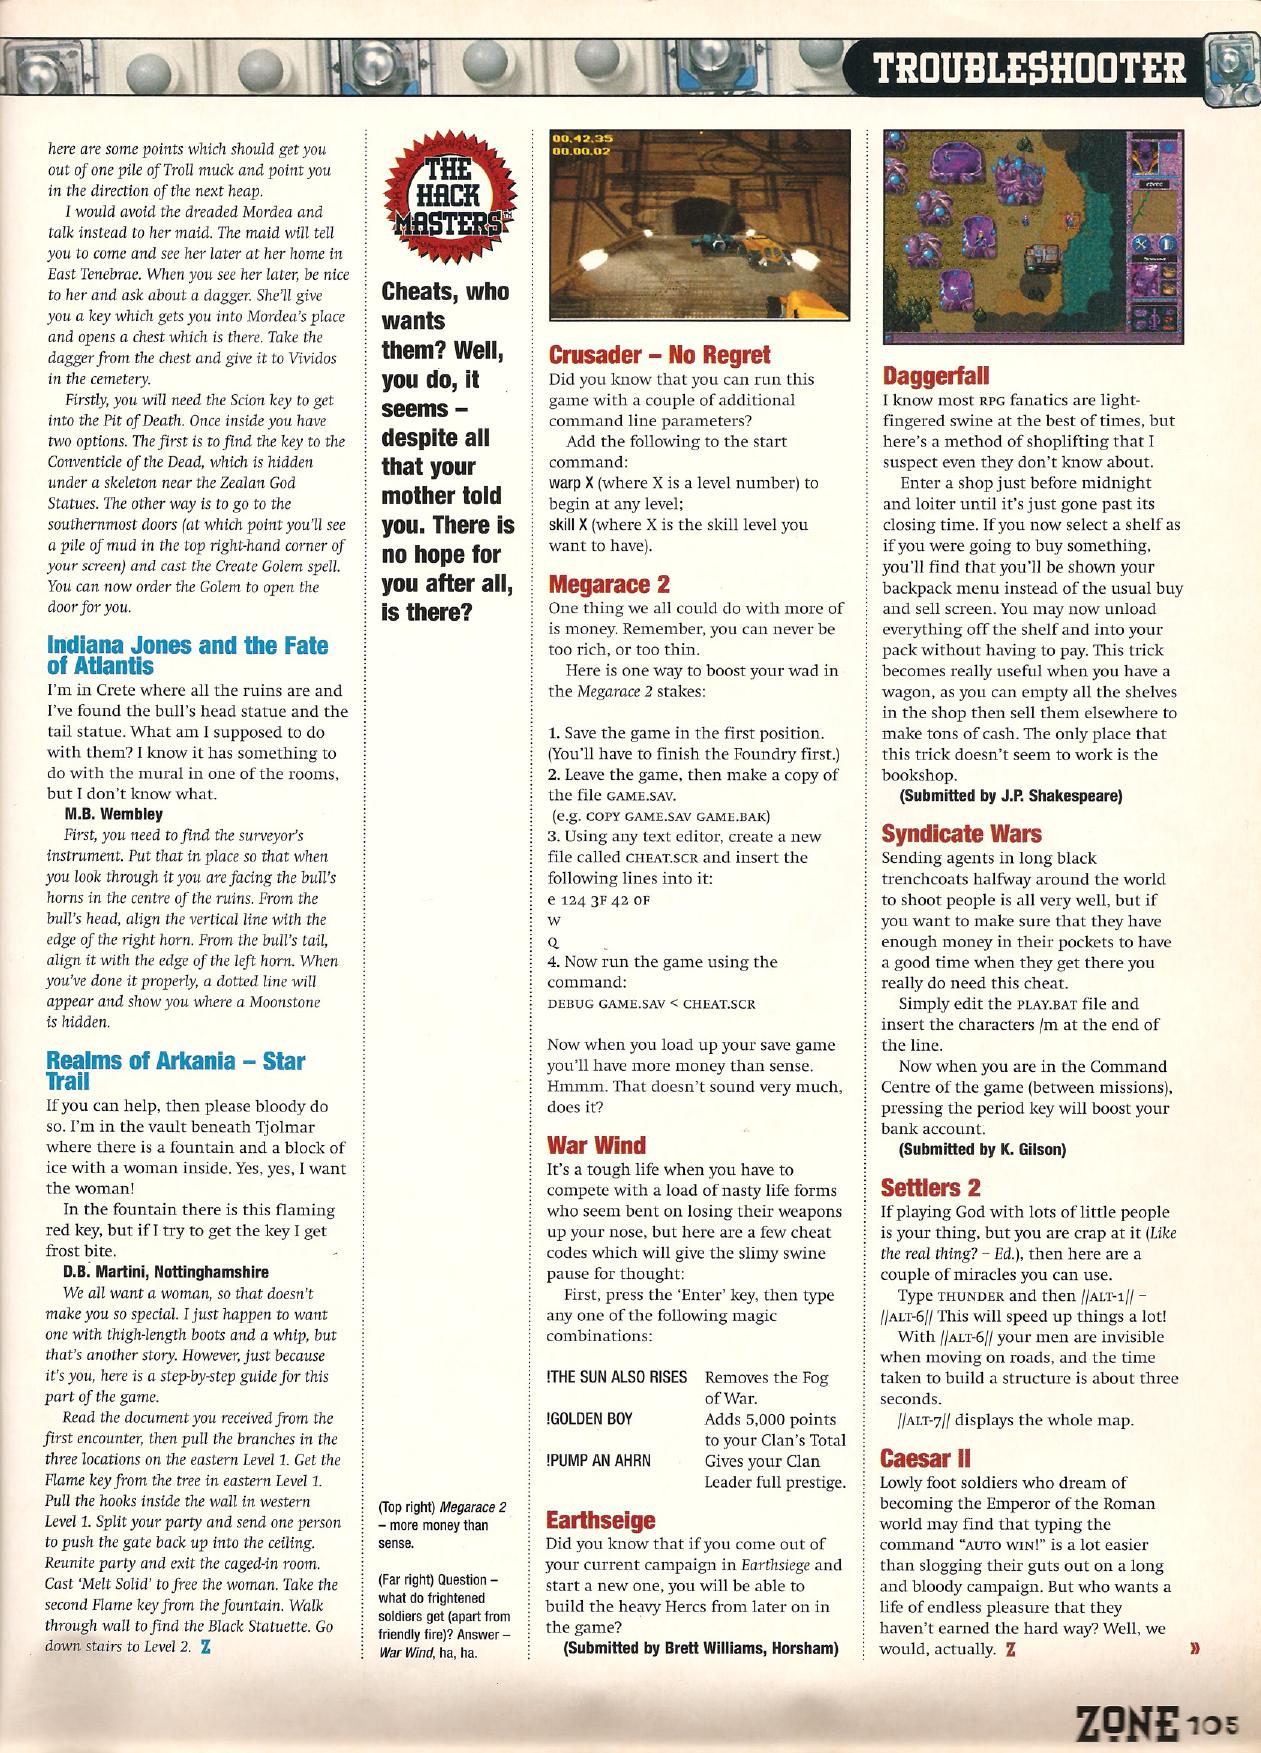 TROUBLESHOOTER
here are some points which should get you
out of one pile of Troll muck and point you
in the direction of the next heap.
I would avoid the dreaded Mordea and
talk instead to her maid. The maid will tell
you to come and see her later at her home in
East Tenebrae. When you see her later, be nice
to her and ask about a dagger. She'll give
you a key which gets you into Mordea's place
and opens a chest which is there. Take the
dagger from the chest and give it to Vividos
in the cemetery.
Firstly, you will need the Scion key to get
into the Pit of Death. Once inside you have
two options. The first is to find the key to the
Conventicle of the Dead, which is hidden
under a skeleton near the Zealan God
Statues. The other way is to go to the
southernmost doors (at which point you'll see
a pile of mud in the top right-hand corner of
your screen) and cast the Create Golem spell.
You can now order the Golem to open the
door for you.
Indiana Jones and the Fate
of Atlantis
I'm in Crete where all the ruins are and
I've found the bull's head statue and the
tail statue. What am I supposed to do
with them? I know it has something to
do with the mural in one of the rooms,
but I don't know what.
M.B. Wembley
First, you need to find the surveyor's
instrument. Put that in place so that when
you look through it you are facing the bull's
horns in the centre of the ruins. From the
bull's head, align the vertical line with the
edge of the right horn. From the bull's tail,
align it with the edge of the left horn. When
you've done it properly, a dotted line will
appear and show you where a Moonstone
is hidden.
Realms of Arkania – Star
Trail
If you can help, then please bloody do
so. I'm in the vault beneath Tjolmar
where there is a fountain and a block of
ice with a woman inside. Yes, yes, I want
the woman!
In the fountain there is this flaming
red key, but if I try to get the key I get
frost bite.
D.B. Martini, Nottinghamshire
We all want a woman, so that doesn't
make you so special. I just happen to want
one with thigh-length boots and a whip, but
that's another story. However, just because
it's you, here is a step-by-step guide for this
part of the game.
Read the document you received from the
first encounter, then pull the branches in the
three locations on the eastern Level 1. Get the
Flame key from the tree in eastern Level 1.
Pull the hooks inside the wall in western
Level 1. Split your party and send one person
to push the gate back up into the ceiling.
Reunite party and exit the caged-in room.
Cast 'Melt Solid' to free the woman. Take the
second Flame key from the fountain. Walk
through wall to find the Black Statuette. Go
down stairs to Level 2. Z
THE
HACK
MASTERS™
Cheats, who
wants
them? Well,
you do, it
seems –
despite all
that your
mother told
you. There is
no hope for
you after all,
is there?
(Top right) Megarace 2
– more money than
sense.
(Far right) Question –
what do frightened
soldiers get (apart from
friendly fire)? Answer –
War Wind, ha, ha.
00.42.35
00.00.02
Crusader – No Regret
Did you know that you can run this
game with a couple of additional
command line parameters?
Add the following to the start
command:
warp X (where X is a level number) to
begin at any level;
skill X (where X is the skill level you
want to have).
Megarace 2
One thing we all could do with more of
is money. Remember, you can never be
too rich, or too thin.
Here is one way to boost your wad in
the Megarace 2 stakes:
1. Save the game in the first position.
(You'll have to finish the Foundry first.)
2. Leave the game, then make a copy of
the file GAME.SAV.
(e.g. COPY GAME.SAV GAME.BAK)
3. Using any text editor, create a new
file called CHEAT.SCR and insert the
following lines into it:
e 124 3F 42 0F
W
Q
4. Now run the game using the
command:
DEBUG GAME.SAV < CHEAT.SCR
Now when you load up your save game
you'll have more money than sense.
Hmmm. That doesn't sound very much,
does it?
War Wind
It's a tough life when you have to
compete with a load of nasty life forms
who seem bent on losing their weapons
up your nose, but here are a few cheat
codes which will give the slimy swine
pause for thought:
First, press the 'Enter' key, then type
any one of the following magic
combinations:
!THE SUN ALSO RISES Removes the Fog
of War.
!GOLDEN BOY Adds 5,000 points
to your Clan's Total
!PUMP AN AHRN Gives your Clan
Leader full prestige.
Earthseige
Did you know that if you come out of
your current campaign in Earthsiege and
start a new one, you will be able to
build the heavy Hercs from later on in
the game?
(Submitted by Brett Williams, Horsham)
Daggerfall
I know most RPG fanatics are light-
fingered swine at the best of times, but
here's a method of shoplifting that I
suspect even they don't know about.
Enter a shop just before midnight
and loiter until it's just gone past its
closing time. If you now select a shelf as
if you were going to buy something,
you'll find that you'll be shown your
backpack menu instead of the usual buy
and sell screen. You may now unload
everything off the shelf and into your
pack without having to pay. This trick
becomes really useful when you have a
wagon, as you can empty all the shelves
in the shop then sell them elsewhere to
make tons of cash. The only place that
this trick doesn't seem to work is the
bookshop.
(Submitted by J.P. Shakespeare)
Syndicate Wars
Sending agents in long black
trenchcoats halfway around the world
to shoot people is all very well, but if
you want to make sure that they have
enough money in their pockets to have
a good time when they get there you
really do need this cheat.
Simply edit the PLAY.BAT file and
insert the characters /m at the end of
the line.
Now when you are in the Command
Centre of the game (between missions),
pressing the period key will boost your
bank account.
(Submitted by K. Gilson)
Settlers 2
If playing God with lots of little people
is your thing, but you are crap at it (Like
the real thing? – Ed.), then here are a
couple of miracles you can use.
Type THUNDER and then //ALT-1// –
//ALT-6// This will speed up things a lot!
With //ALT-6// your men are invisible
when moving on roads, and the time
taken to build a structure is about three
seconds.
//ALT-7// displays the whole map.
Caesar II
Lowly foot soldiers who dream of
becoming the Emperor of the Roman
world may find that typing the
command "AUTO WIN!" is a lot easier
than slogging their guts out on a long
and bloody campaign. But who wants a
life of endless pleasure that they
haven't earned the hard way? Well, we
would, actually. Z
»
ZONE 105